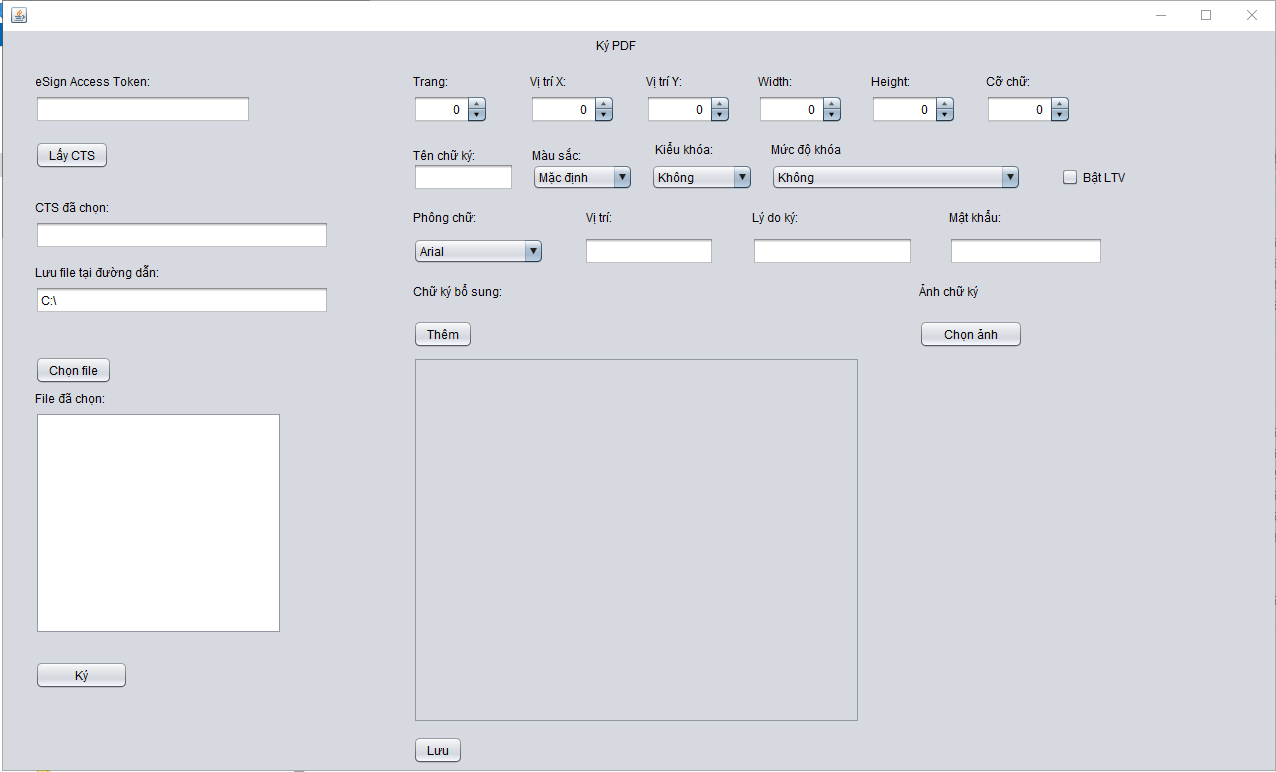 Ký PDF
eSign Access Token:
Lấy CTS
CTS đã chọn:
Lưu file tại đường dẫn:
C:\
Chọn file
File đã chọn:
Ký
Trang: Vị trí X: Vị trí Y: Width: Height: Cỡ chữ:
0 0 0 0 0 0
Tên chữ ký: Màu sắc: Kiểu khóa: Mức độ khóa
Mặc định Không Không Bật LTV
Phông chữ: Vị trí: Lý do ký: Mật khẩu:
Arial
Chữ ký bổ sung: Ảnh chữ ký
Thêm Chọn ảnh
Lưu